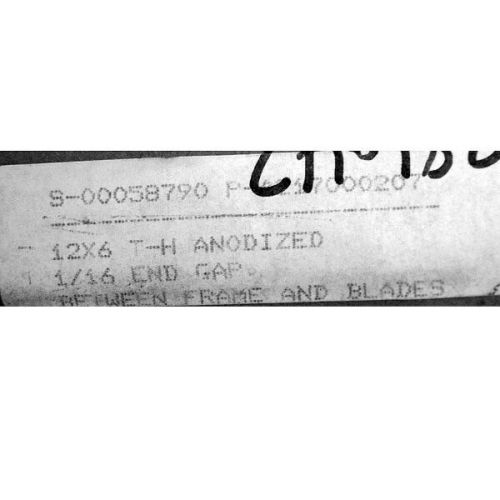 S-00058790
12X6 T-H ANODIZED
1/16 END GAP
BETWEEN FRAME AND BLADES